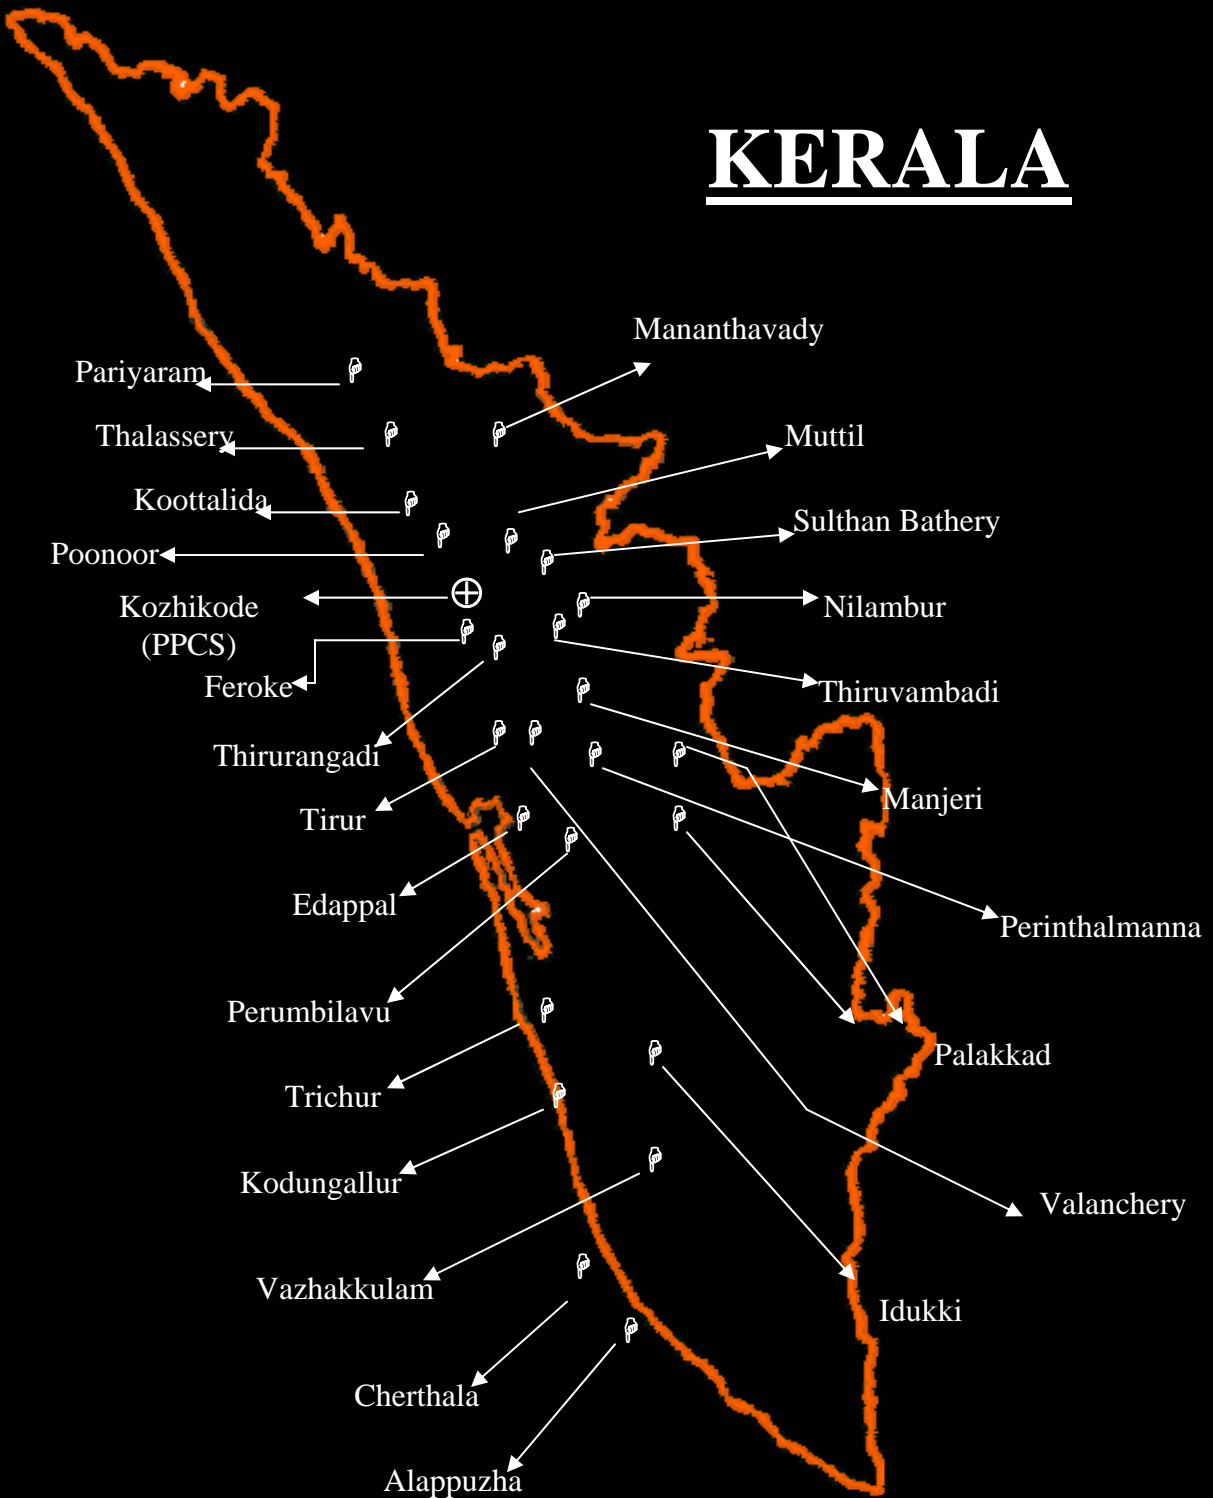 KERALA
Mananthavady
Pariyaram
Thalassery
Muttil
Koottalida
Sulthan Bathery
Poonoor
Kozhikode
(PPCS)
Nilambur
Feroke
Thiruvambadi
Thirurangadi
Manjeri
Tirur
Edappal
Perinthalmanna
Perumbilavu
Palakkad
Trichur
Kodungallur
Valanchery
Vazhakkulam
Idukki
Cherthala
Alappuzha